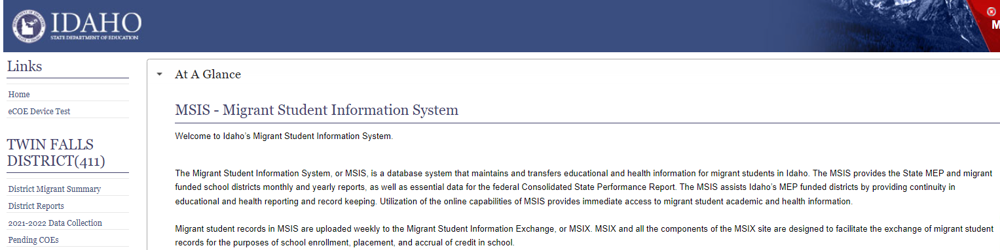 IDAHO
STATE DEPARTMENT OF EDUCATION
M
Links
Home
eCOE Device Test
TWIN FALLS
DISTRICT(411)
District Migrant Summary
District Reports
2021-2022 Data Collection
Pending COEs
At A Glance
MSIS - Migrant Student Information System
Welcome to Idaho's Migrant Student Information System.
The Migrant Student Information System, or MSIS, is a database system that maintains and transfers educational and health information for migrant students in Idaho. The MSIS provides the State MEP and migrant
funded school districts monthly and yearly reports, as well as essential data for the federal Consolidated State Performance Report. The MSIS assists Idaho's MEP funded districts by providing continuity in
educational and health reporting and record keeping. Utilization of the online capabilities of MSIS provides immediate access to migrant student academic and health information.
Migrant student records in MSIS are uploaded weekly to the Migrant Student Information Exchange, or MSIX. MSIX and all the components of the MSIX site are designed to facilitate the exchange of migrant student
records for the purposes of school enrollment, placement, and accrual of credit in school.